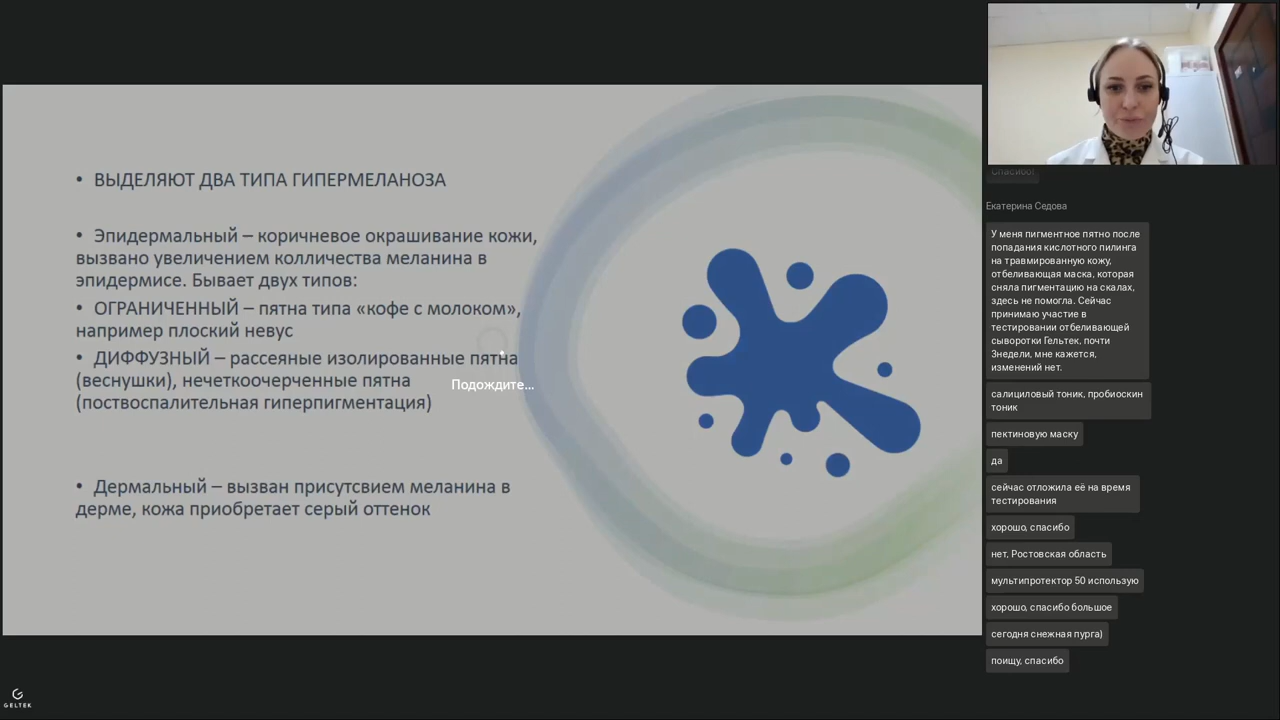 • ВЫДЕЛЯЮТ ДВА ТИПА ГИПЕРМЕЛАНОЗА
• Эпидермальный – коричневое окрашивание кожи,
вызвано увеличением колличества меланина в
эпидермисе. Бывает двух типов:
• ОГРАНИЧЕННЫЙ – пятна типа «кофе с молоком»,
например плоский невус
• ДИФФУЗНЫЙ – рассеяные изолированные пятна
(веснушки), нечеткоочерченные пятна
(поствоспалительная гиперпигментация)
• Дермальный – вызван присутсвием меланина в
дерме, кожа приобретает серый оттенок
Подождите...
GELTEK
Спасибо!
Екатерина Седова
У меня пигментное пятно после
попадания кислотного пилинга
на травмированную кожу,
отбеливающая маска, которая
сняла пигментацию на скалах,
здесь не помогла. Сейчас
принимаю участие в
тестировании отбеливающей
сыворотки Гельтек, почти
3недели, мне кажется,
изменений нет.
салициловый тоник, пробиоскин
тоник
пектиновую маску
да
сейчас отложила её на время
тестирования
хорошо, спасибо
нет, Ростовская область
мультипротектор 50 использую
хорошо, спасибо большое
сегодня снежная пурга)
поищу, спасибо